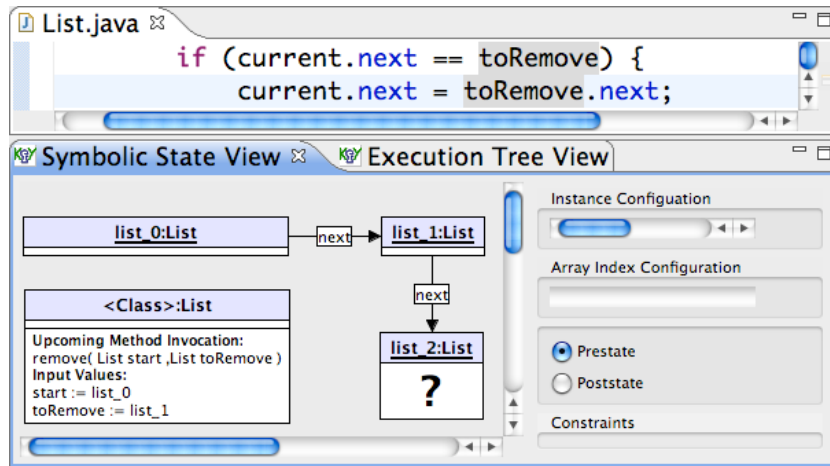 List.java
if (current.next == toRemove) {
current.next = toRemove.next;
KeY Symbolic State View
KeY Execution Tree View
list_0:List
next
list_1:List
next
list_2:List
?
<Class>:List
Upcoming Method Invocation:
remove( List start ,List toRemove )
Input Values:
start := list_0
toRemove := list_1
Instance Configuation
Array Index Configuration
Prestate
Poststate
Constraints